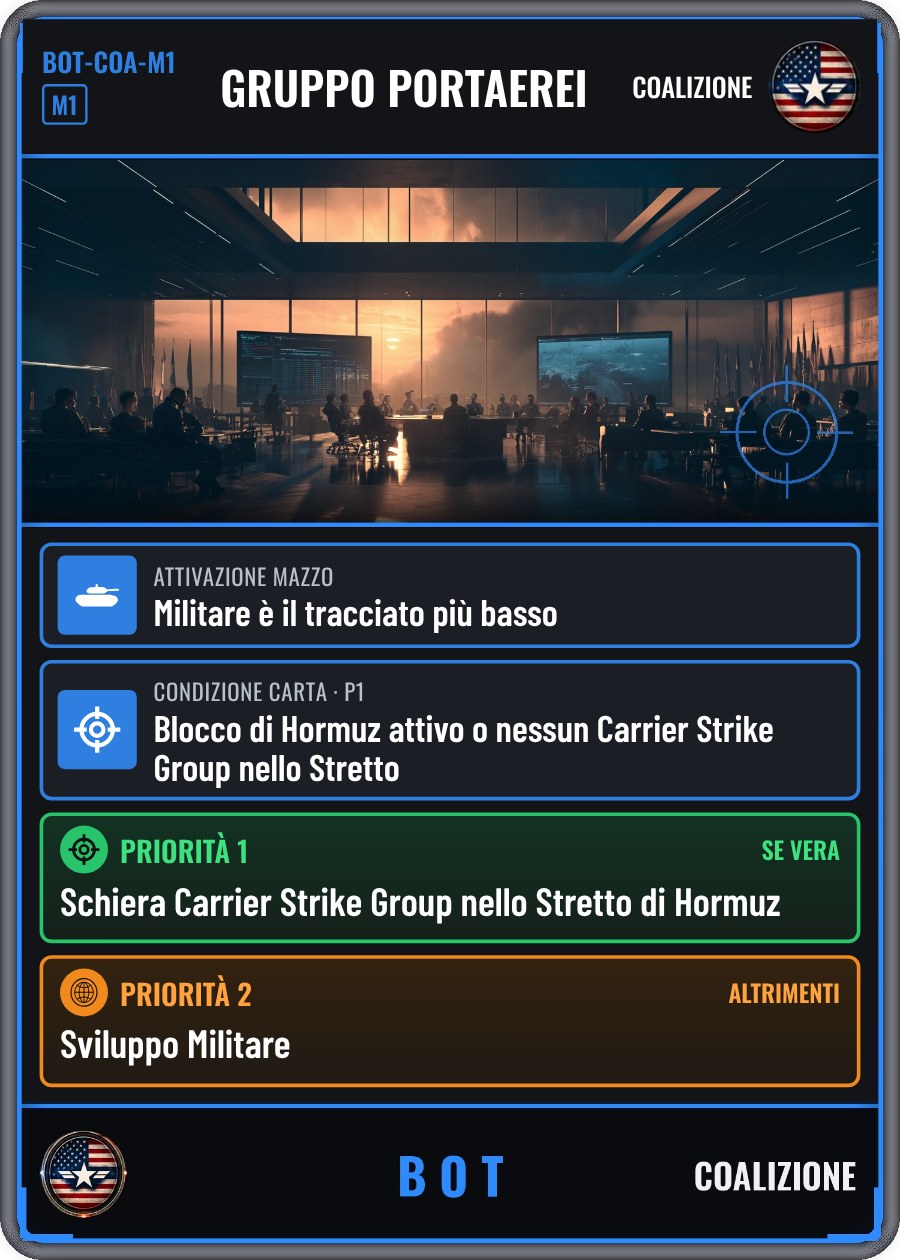 BOT-COA-M1
M1
GRUPPO PORTAEREI
COALIZIONE
ATTIVAZIONE MAZZO
Militare è il tracciato più basso
CONDIZIONE CARTA · P1
Blocco di Hormuz attivo o nessun Carrier Strike
Group nello Stretto
PRIORITÀ 1
SE VERA
Schiera Carrier Strike Group nello Stretto di Hormuz
PRIORITÀ 2
ALTRIMENTI
Sviluppo Militare
BOT
COALIZIONE